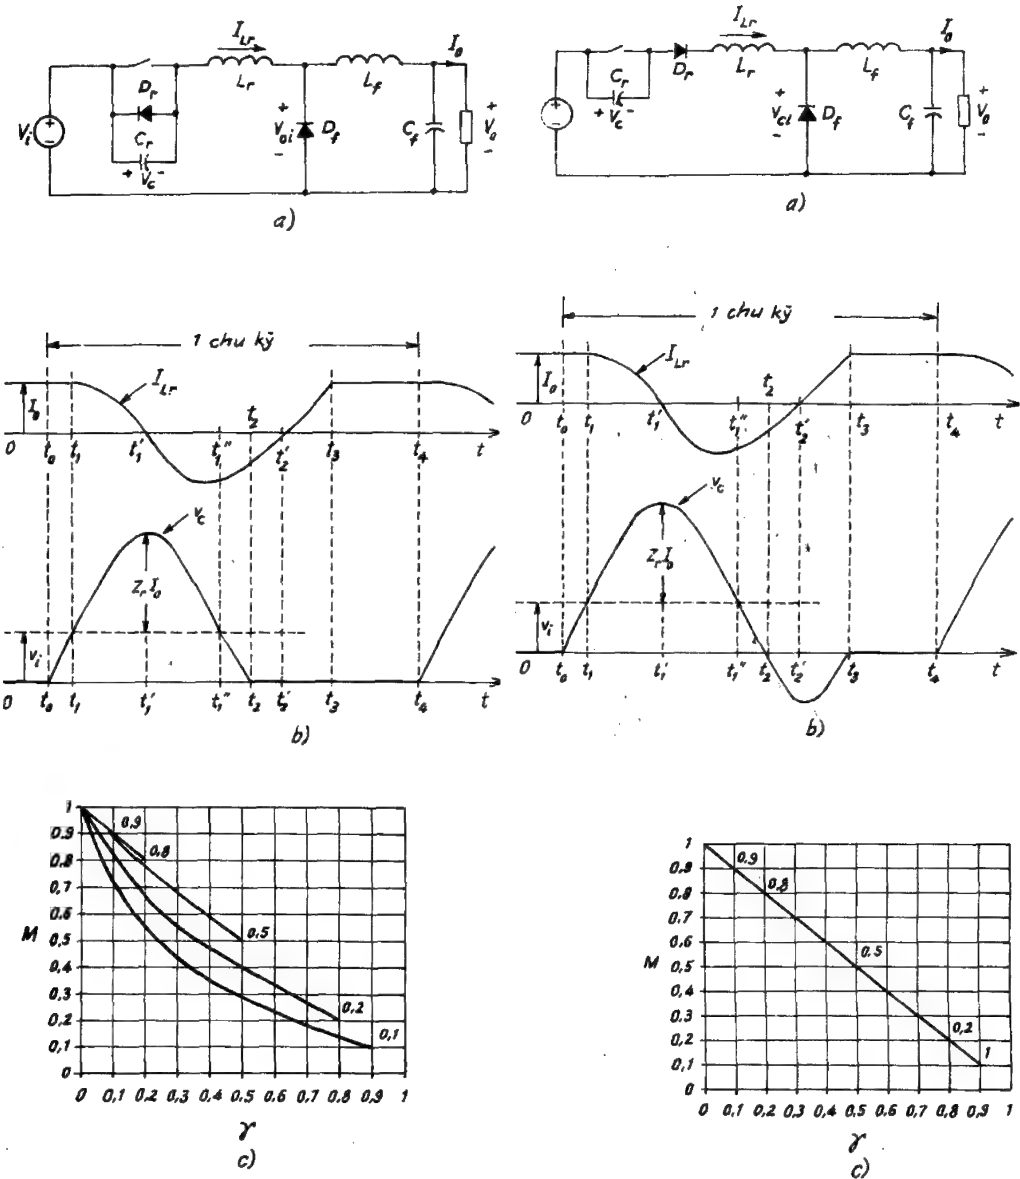 I_Lr
I_o
L_r
L_f
D_r
C_r
V_i
+
−
+ V_c −
+
V_oi
−
D_f
C_f
+
V_o
−
a)
I_Lr
I_o
C_r
D_r
L_r
L_f
+ V_c −
+
−
+
V_ci
−
D_f
C_f
+
V_o
−
a)
1 chu kỹ
I_Lr
I_o
t_2
0 t_o t_1 t_1' t_1'' t_2' t_3 t_4 t
v_c
Z_r I_o
v_i
0 t_o t_1 t_1' t_1'' t_2 t_2' t_3 t_4 t
b)
1 chu kỹ
I_Lr
I_o
t_2
0 t_o t_1 t_1' t_1'' t_2' t_3 t_4 t
v_c
Z_r I_o
v_i
0 t_o t_1 t_1' t_1'' t_2 t_2' t_3 t_4 t
b)
1
0,9
0,8
0,7
0,6
M 0,5
0,4
0,3
0,2
0,1
0
0,9
0,8
0,5
0,2
0,1
0 0,1 0,2 0,3 0,4 0,5 0,6 0,7 0,8 0,9 1
γ
c)
1
0,9
0,8
0,7
0,6
M 0,5
0,4
0,3
0,2
0,1
0
0,9
0,8
0,5
0,2
1
0 0,1 0,2 0,3 0,4 0,5 0,6 0,7 0,8 0,9 1
γ
c)